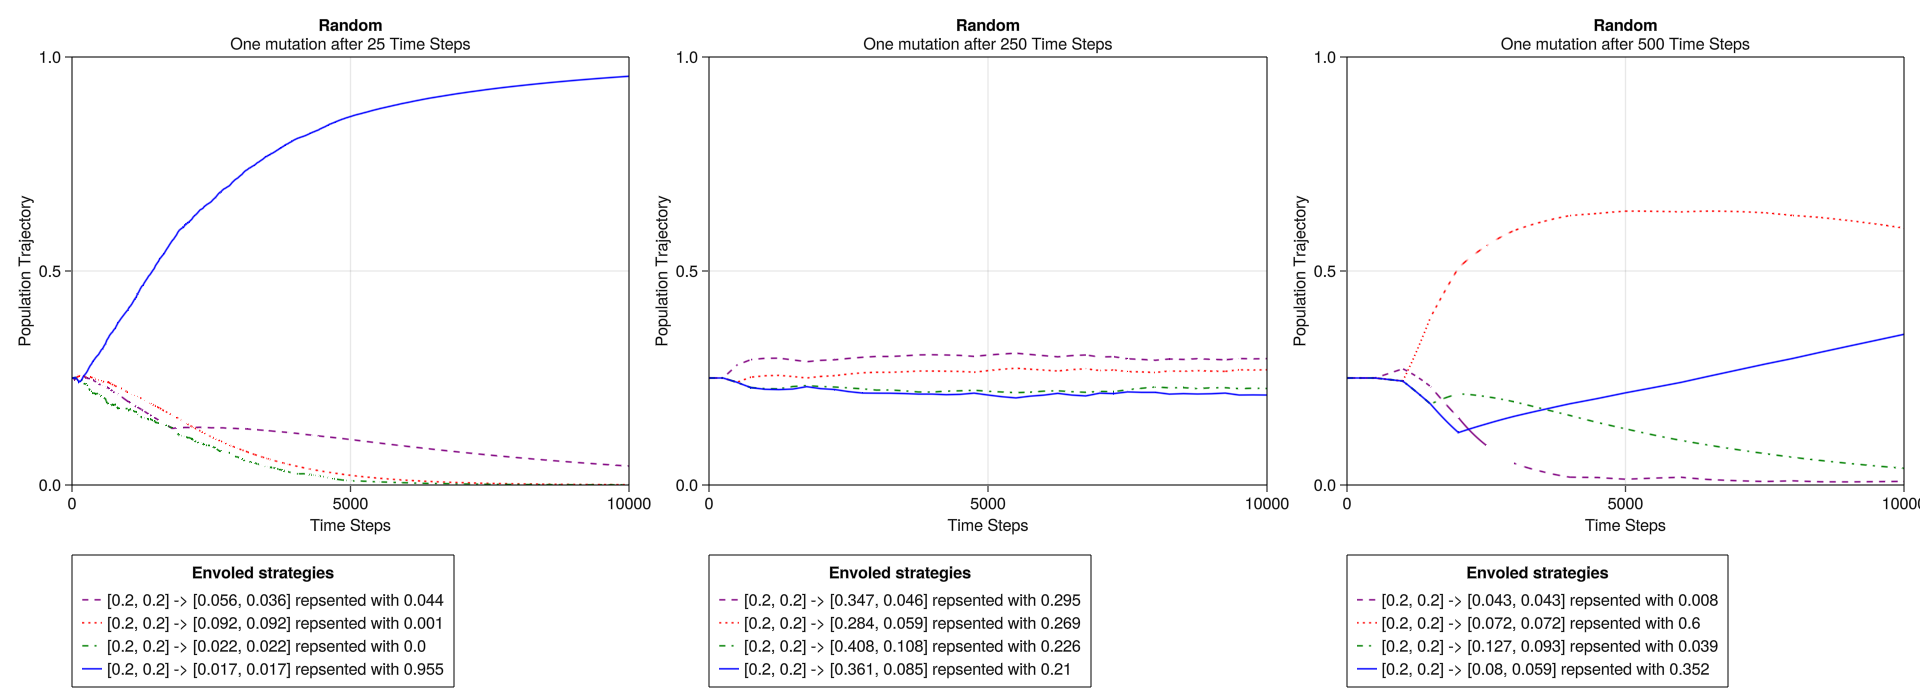 Random
One mutation after 25 Time Steps
1.0
0.5
0.0
Population Trajectory
0
5000
10000
Time Steps
Envoled strategies
[0.2, 0.2] -> [0.056, 0.036] repsented with 0.044
[0.2, 0.2] -> [0.092, 0.092] repsented with 0.001
[0.2, 0.2] -> [0.022, 0.022] repsented with 0.0
[0.2, 0.2] -> [0.017, 0.017] repsented with 0.955
Random
One mutation after 250 Time Steps
1.0
0.5
0.0
Population Trajectory
0
5000
10000
Time Steps
Envoled strategies
[0.2, 0.2] -> [0.347, 0.046] repsented with 0.295
[0.2, 0.2] -> [0.284, 0.059] repsented with 0.269
[0.2, 0.2] -> [0.408, 0.108] repsented with 0.226
[0.2, 0.2] -> [0.361, 0.085] repsented with 0.21
Random
One mutation after 500 Time Steps
1.0
0.5
0.0
Population Trajectory
0
5000
10000
Time Steps
Envoled strategies
[0.2, 0.2] -> [0.043, 0.043] repsented with 0.008
[0.2, 0.2] -> [0.072, 0.072] repsented with 0.6
[0.2, 0.2] -> [0.127, 0.093] repsented with 0.039
[0.2, 0.2] -> [0.08, 0.059] repsented with 0.352